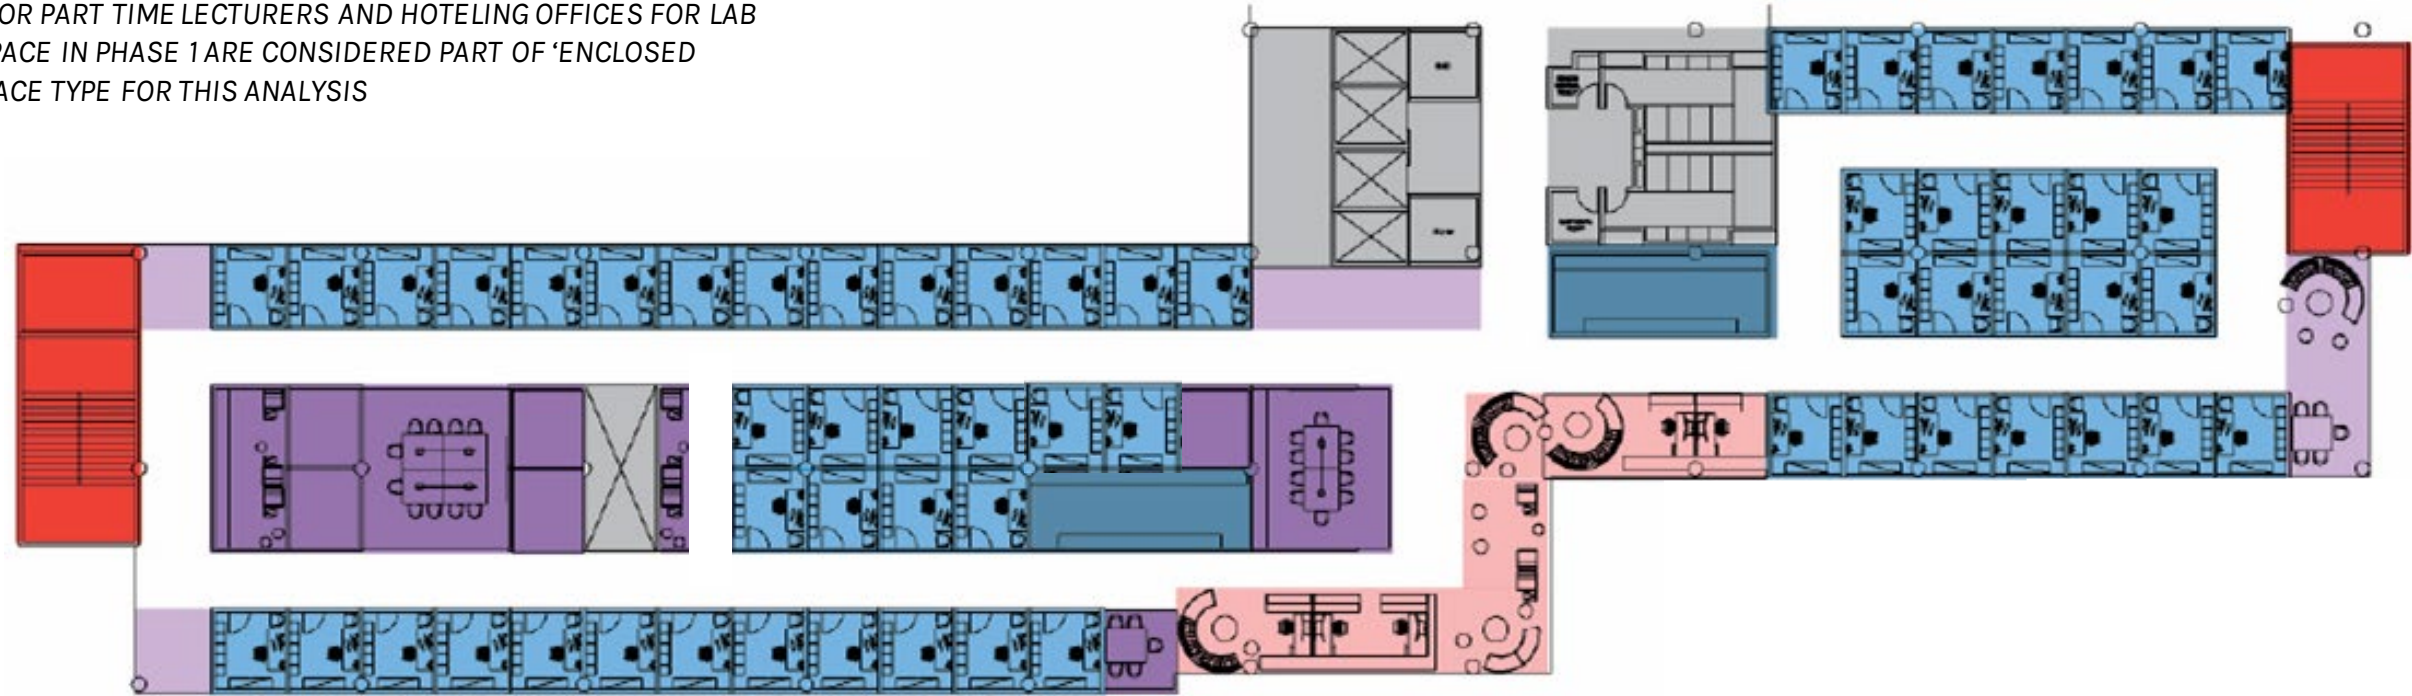 OR PART TIME LECTURERS AND HOTELING OFFICES FOR LAB
PACE IN PHASE 1 ARE CONSIDERED PART OF ‘ENCLOSED
ACE TYPE FOR THIS ANALYSIS